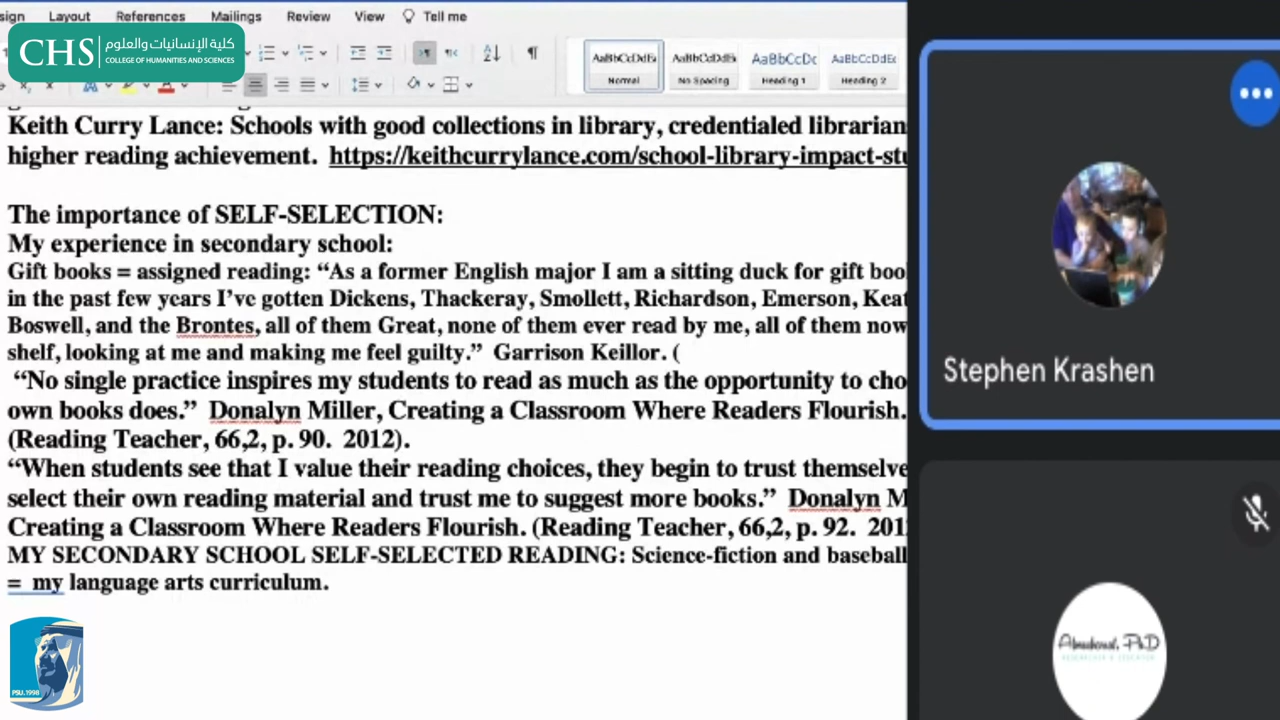 sign Layout References Mailings Review View Tell me
CHS كلية الإنسانيات والعلوم
COLLEGE OF HUMANITIES AND SCIENCES
AaBbCcDdEe AaBbCcDdEe AaBbCcDc AaBbCcDdEe
Normal No Spacing Heading 1 Heading 2
Keith Curry Lance: Schools with good collections in library, credentialed librarian
higher reading achievement. https://keithcurrylance.com/school-library-impact-stu
The importance of SELF-SELECTION:
My experience in secondary school:
Gift books = assigned reading: “As a former English major I am a sitting duck for gift boo
in the past few years I’ve gotten Dickens, Thackeray, Smollett, Richardson, Emerson, Keat
Boswell, and the Brontes, all of them Great, none of them ever read by me, all of them now
shelf, looking at me and making me feel guilty.” Garrison Keillor. (
“No single practice inspires my students to read as much as the opportunity to cho
own books does.” Donalyn Miller, Creating a Classroom Where Readers Flourish.
(Reading Teacher, 66,2, p. 90. 2012).
“When students see that I value their reading choices, they begin to trust themselve
select their own reading material and trust me to suggest more books.” Donalyn M
Creating a Classroom Where Readers Flourish. (Reading Teacher, 66,2, p. 92. 201
MY SECONDARY SCHOOL SELF-SELECTED READING: Science-fiction and baseball
= my language arts curriculum.
Stephen Krashen
PSU.1998